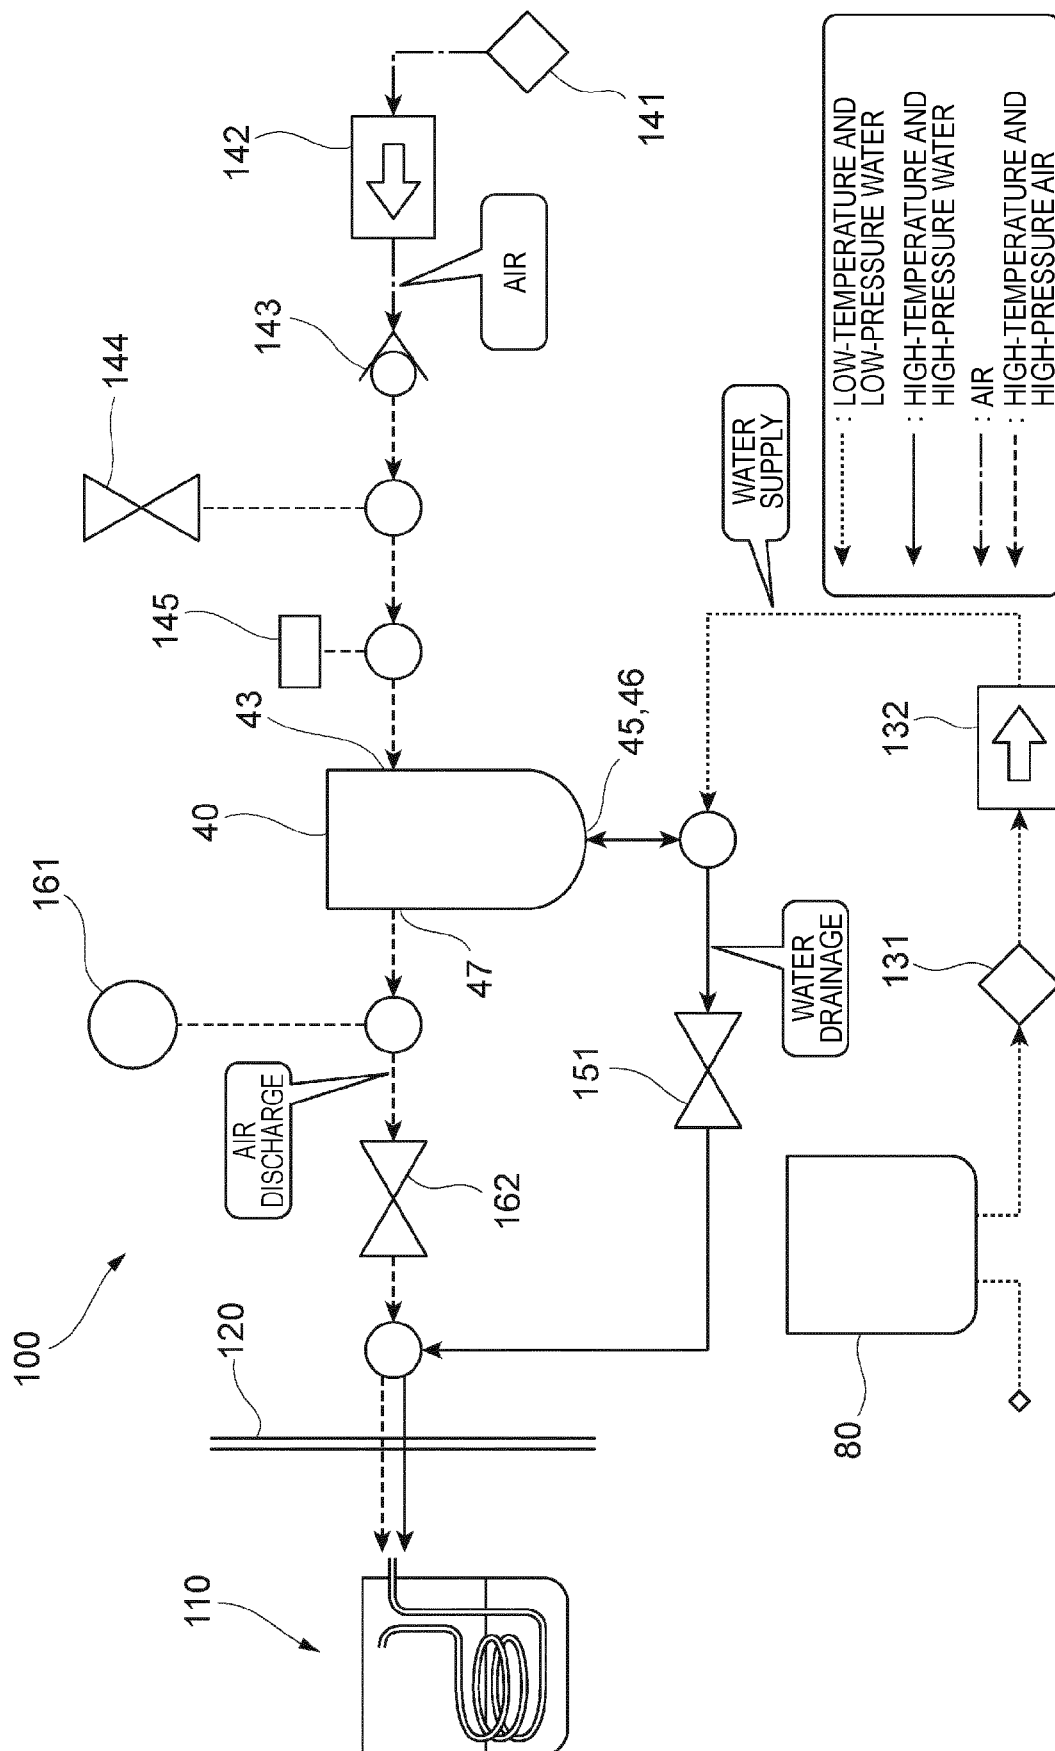 100
110
120
161
AIR
DISCHARGE
162
40
47
43
45,46
145
144
143
142
141
AIR
WATER
SUPPLY
WATER
DRAINAGE
151
80
131
132
: LOW-TEMPERATURE AND
LOW-PRESSURE WATER
: HIGH-TEMPERATURE AND
HIGH-PRESSURE WATER
: AIR
: HIGH-TEMPERATURE AND
HIGH-PRESSURE AIR